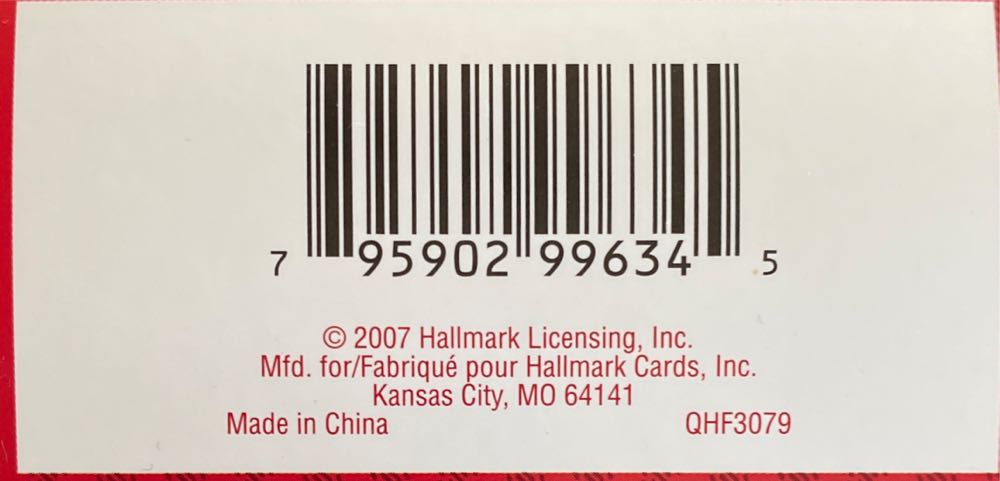 7 95902 99634 5
© 2007 Hallmark Licensing, Inc.
Mfd. for/Fabriqué pour Hallmark Cards, Inc.
Kansas City, MO 64141
Made in China QHF3079